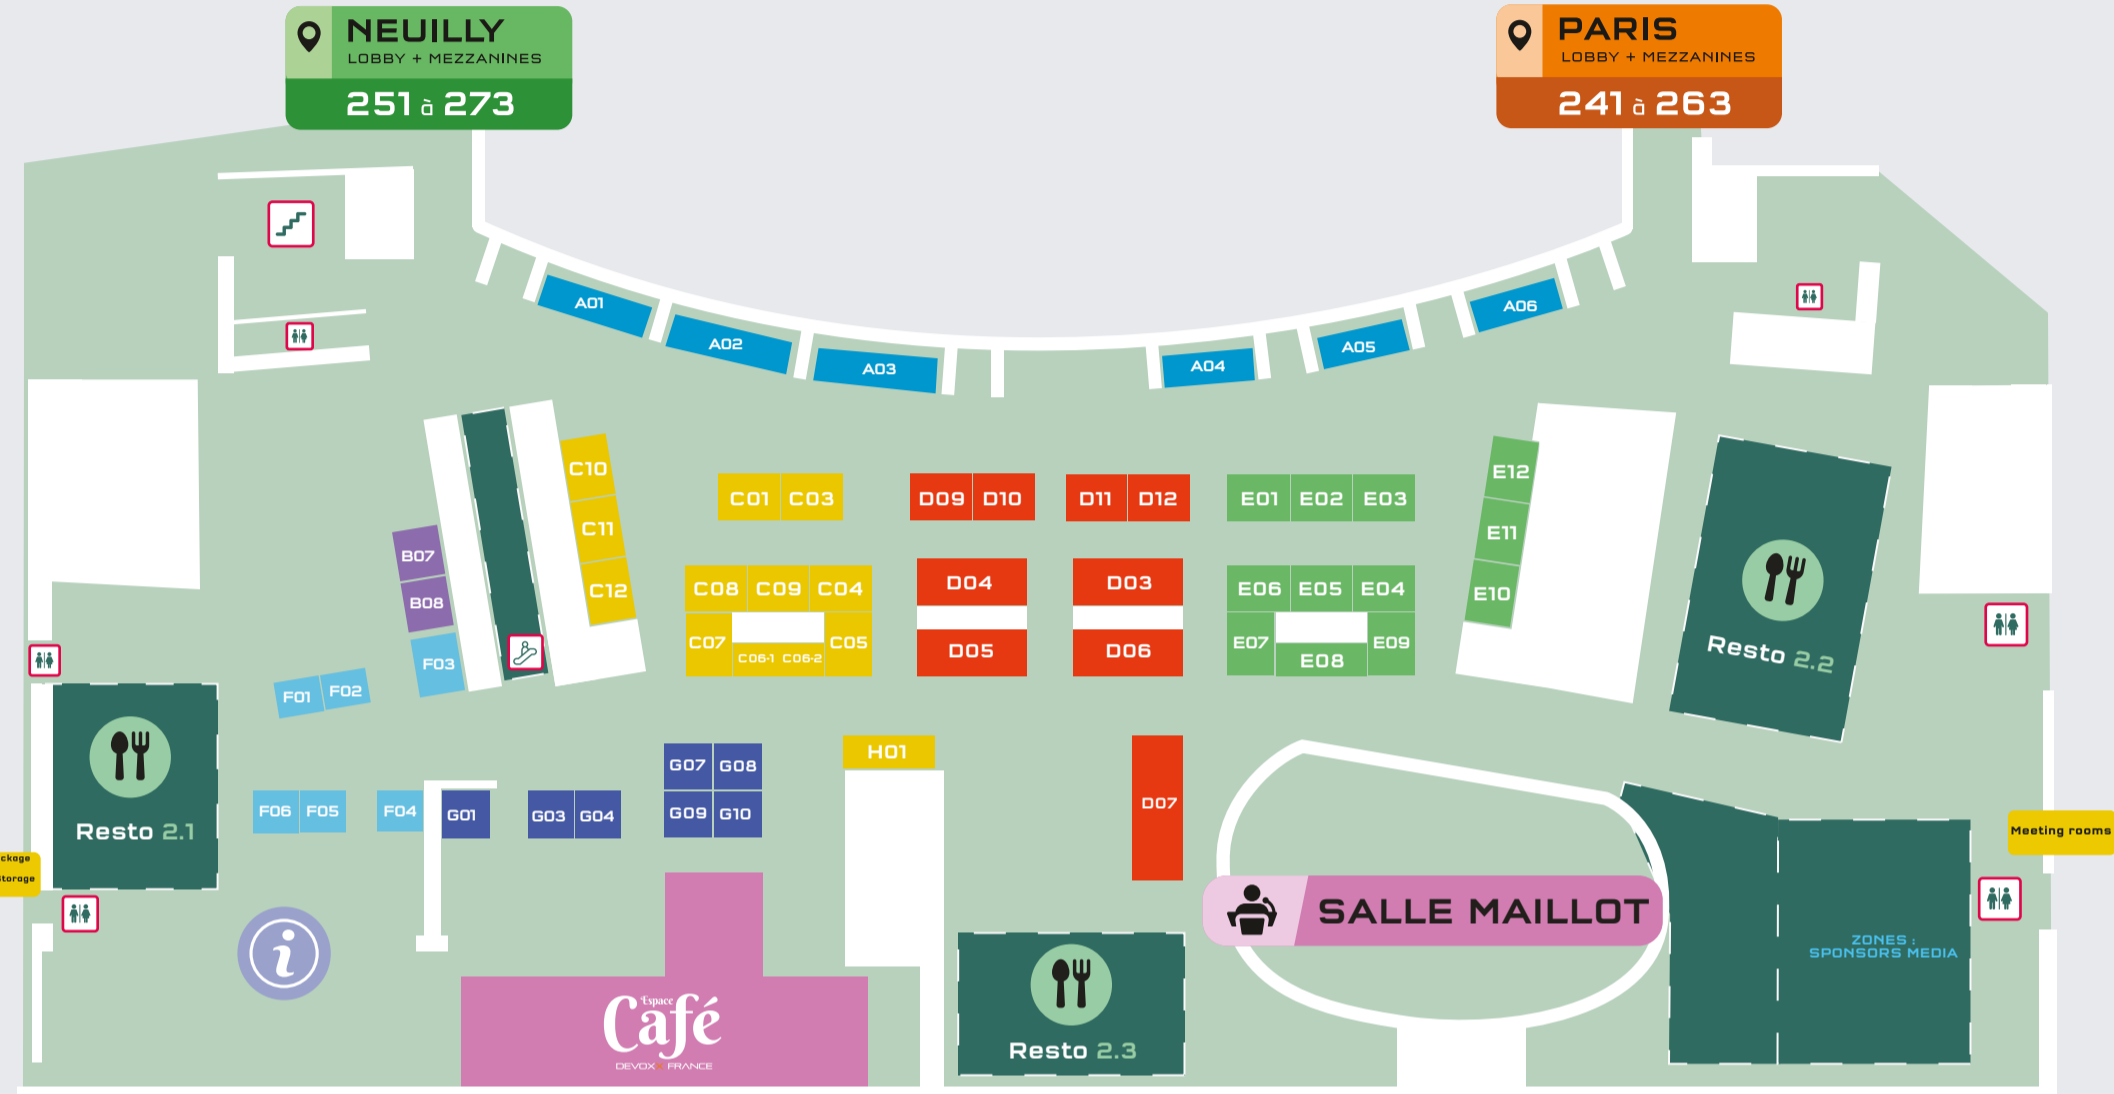 NEUILLY
LOBBY + MEZZANINES
251 à 273
PARIS
LOBBY + MEZZANINES
241 à 263
A01
A02
A03
A04
A05
A06
C10
C11
C12
B07
B08
F03
F01 F02
C01 C03
D09 D10
D11 D12
E01 E02 E03
E12
E11
E10
C08 C09 C04
C07 C06-1 C06-2 C05
D04
D05
D03
D06
E06 E05 E04
E07 E08 E09
Resto 2.2
Resto 2.1
F06 F05
F04
G01
G03 G04
G07 G08
G09 G10
H01
D07
Meeting rooms
ckage
Storage
SALLE MAILLOT
ZONES :
SPONSORS MEDIA
i
Espace
Café
DEVOXX FRANCE
Resto 2.3